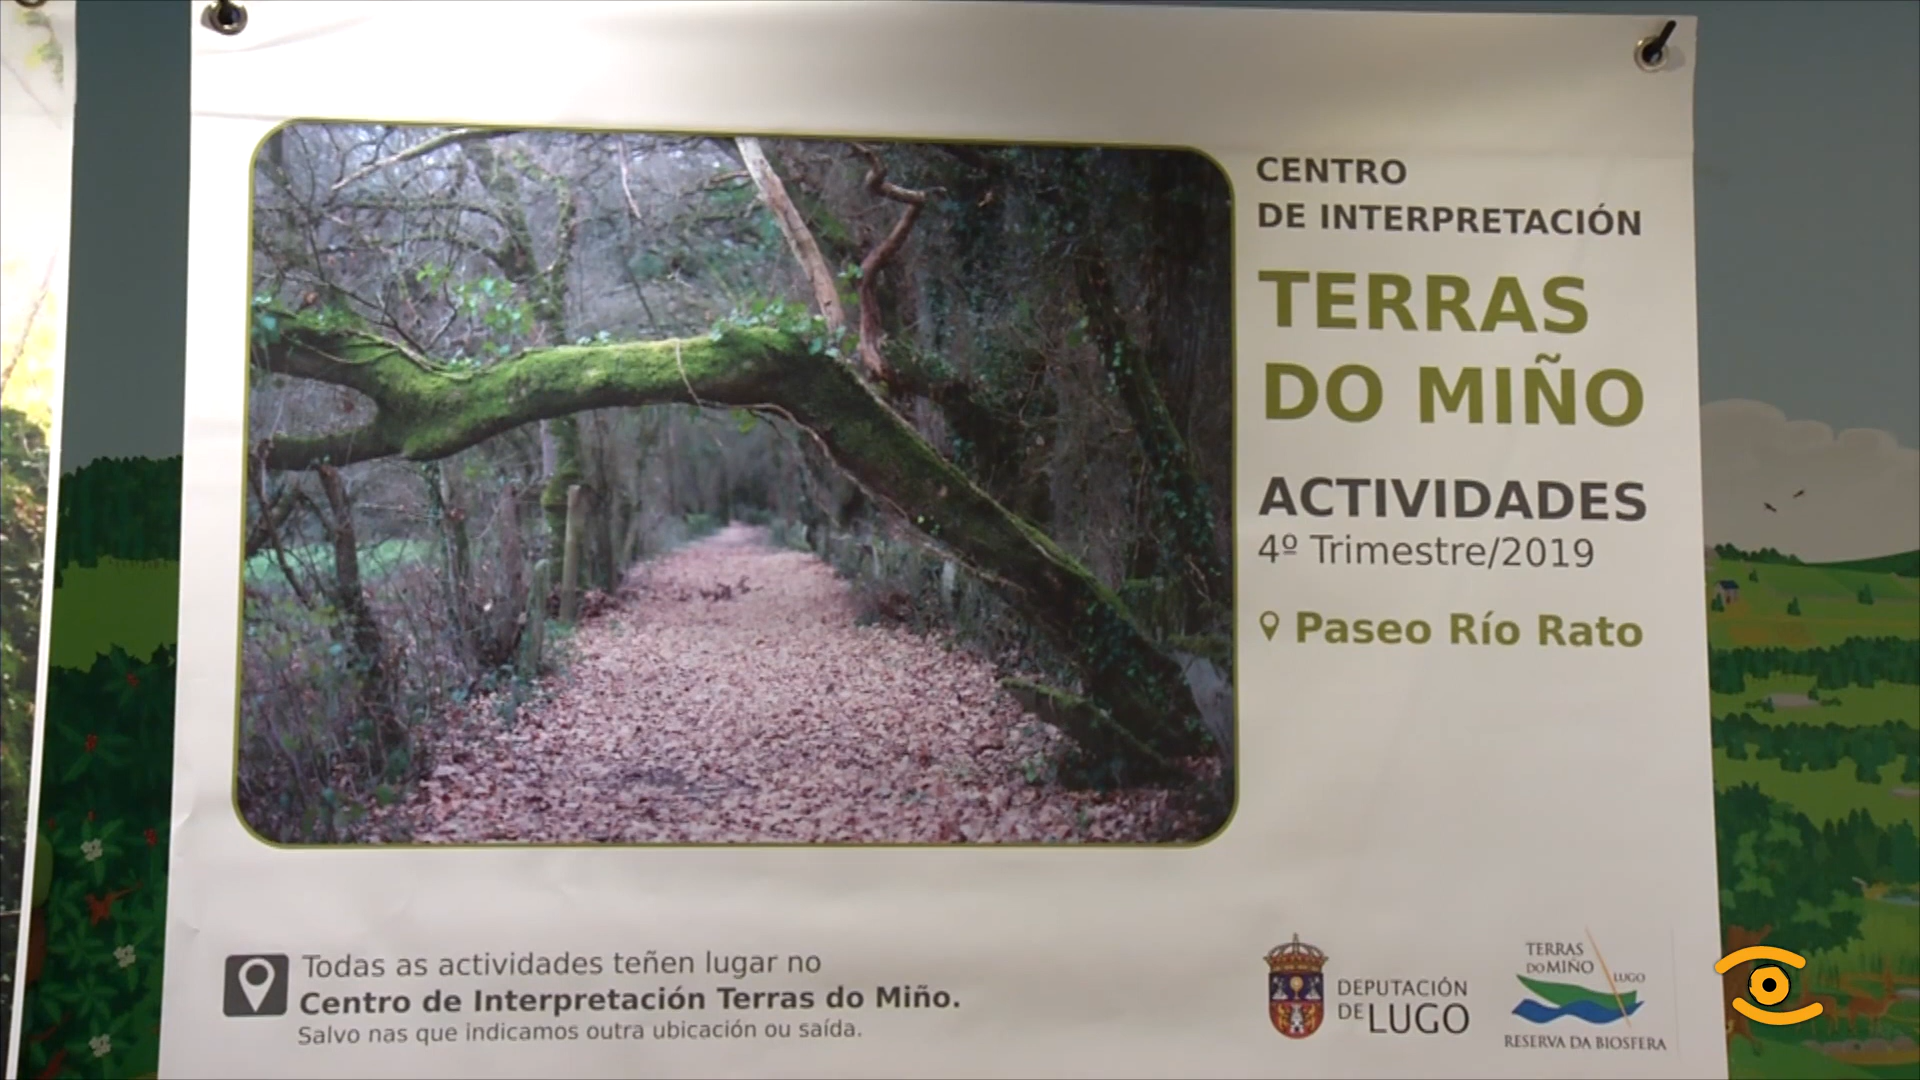 CENTRO
DE INTERPRETACIÓN
TERRAS
DO MIÑO
ACTIVIDADES
4º Trimestre/2019
Paseo Río Rato
Todas as actividades teñen lugar no
Centro de Interpretación Terras do Miño.
Salvo nas que indicamos outra ubicación ou saída.
DEPUTACIÓN
DE LUGO
TERRAS
DO MIÑO
LUGO
RESERVA DA BIOSFERA